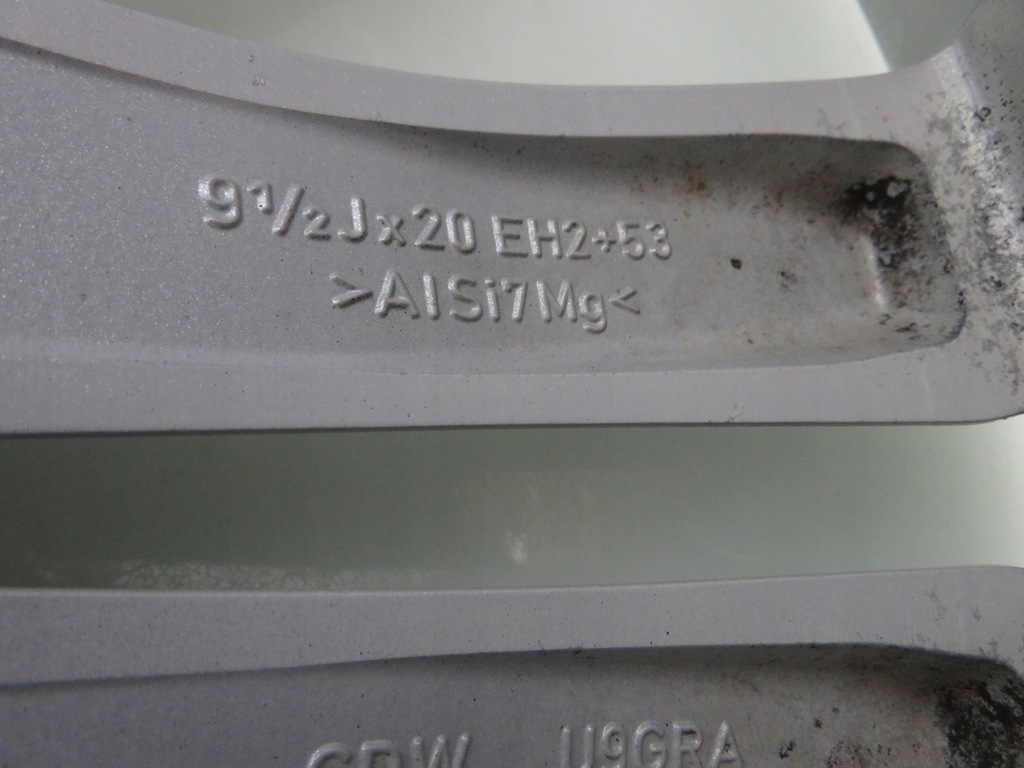 9½Jx20 EH2+53
>AlSi7Mg<
U9GRA